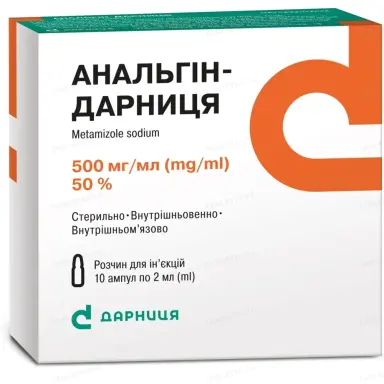 АНАЛЬГІН-
ДАРНИЦЯ
Metamizole sodium
500 мг/мл (mg/ml)
50 %
Стерильно • Внутрішньовенно •
Внутрішньом'язово
Розчин для ін'єкцій
10 ампул по 2 мл (ml)
ДАРНИЦЯ